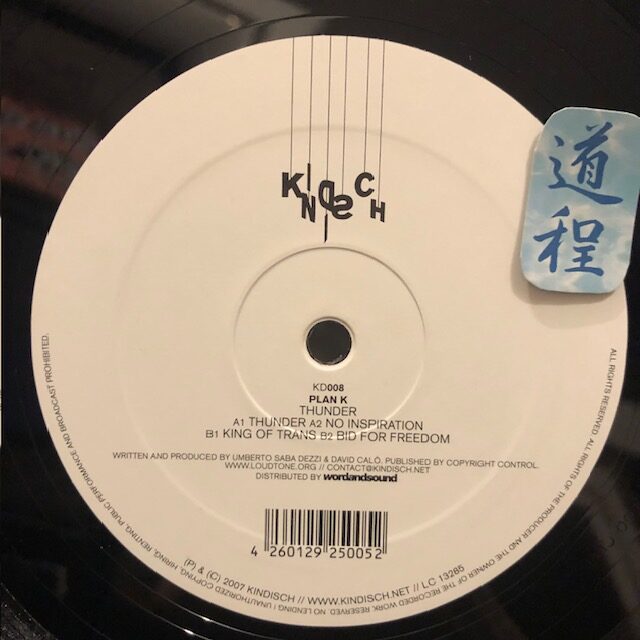 KINDISCH
道程
KD008
PLAN K
THUNDER
A1 THUNDER A2 NO INSPIRATION
B1 KING OF TRANS B2 BID FOR FREEDOM
WRITTEN AND PRODUCED BY UMBERTO SABA DEZZI & DAVID CALÒ. PUBLISHED BY COPYRIGHT CONTROL.
WWW.LOUDTONE.ORG // CONTACT@KINDISCH.NET
DISTRIBUTED BY wordandsound
4 260129 250052
(P) & (C) 2007 KINDISCH // WWW.KINDISCH.NET // LC 13285
ALL RIGHTS RESERVED. ALL RIGHTS OF THE PRODUCER AND THE OWNER OF THE RECORDED WORK RESERVED. NO LENDING / UNAUTHORIZED COPYING, HIRING, RENTING, PUBLIC PERFORMANCE AND BROADCAST PROHIBITED.